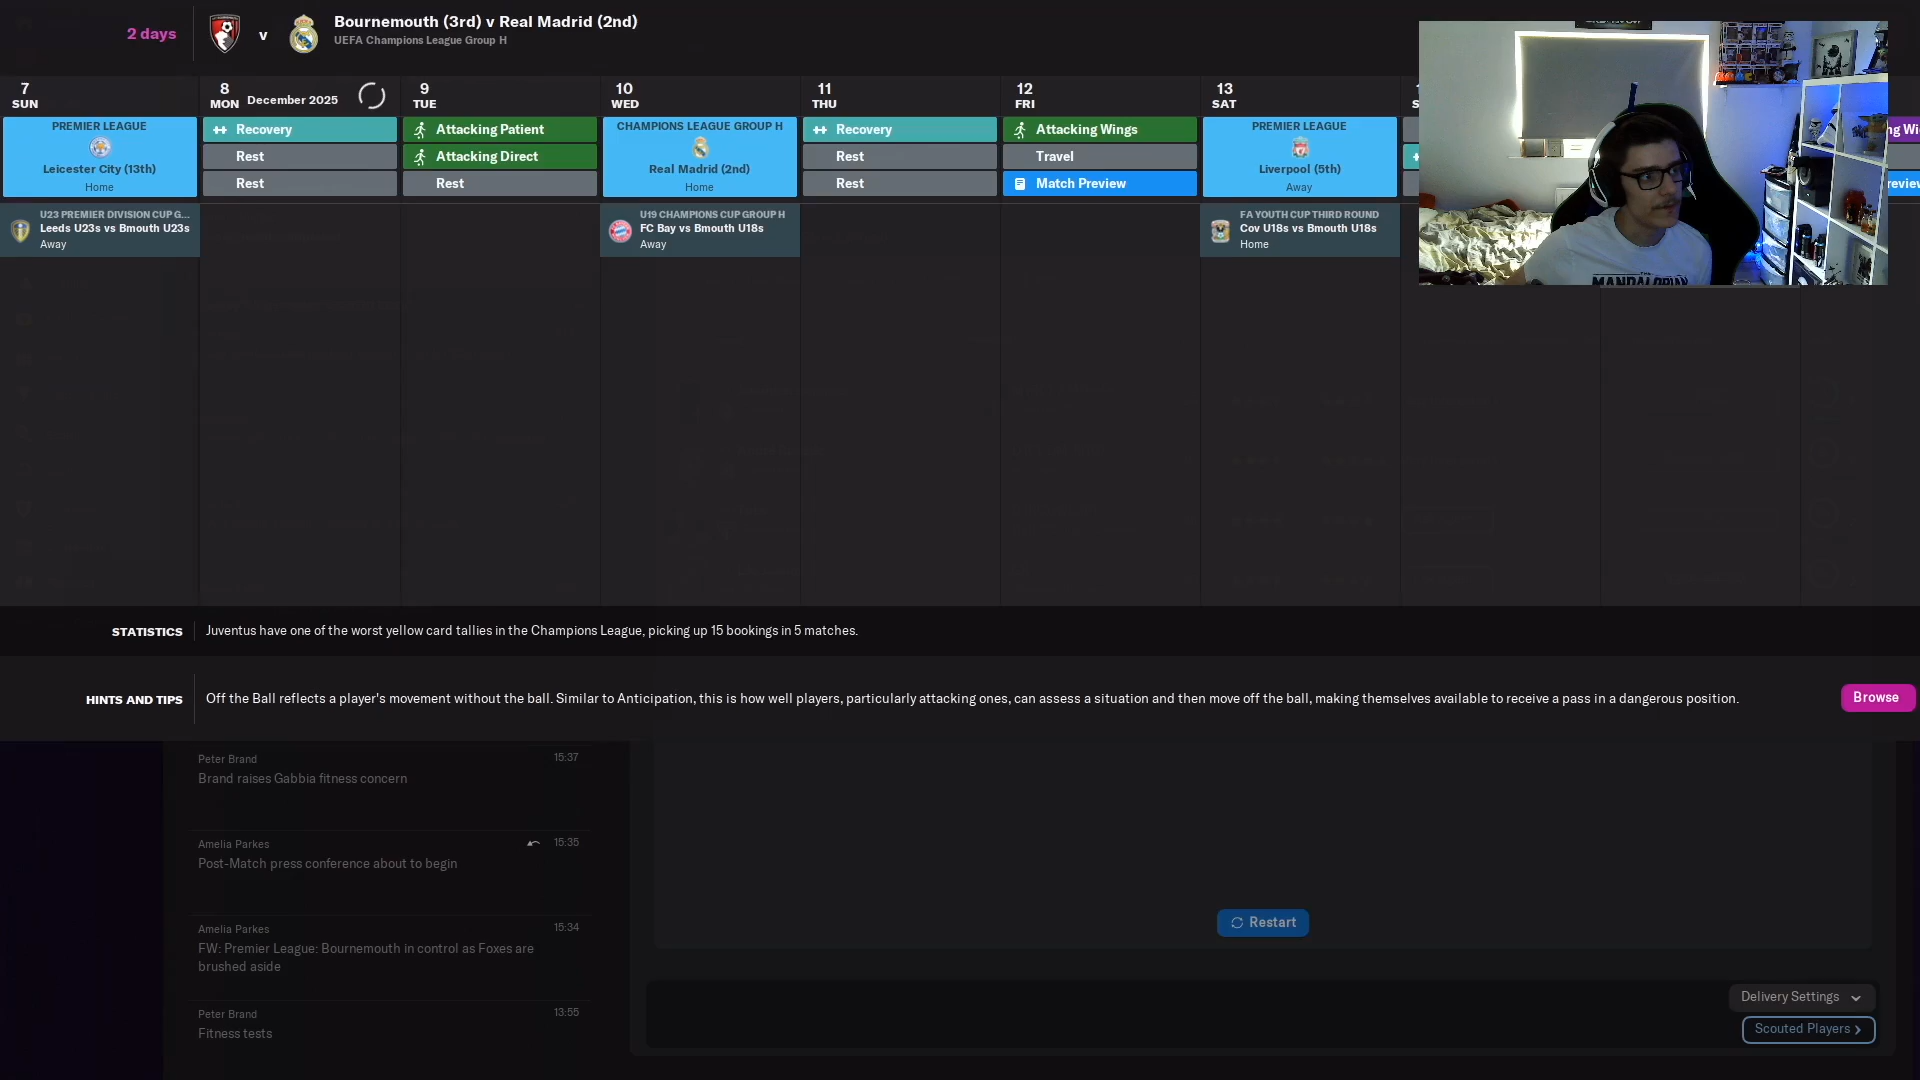 2 days
v
Bournemouth (3rd) v Real Madrid (2nd)
UEFA Champions League Group H
7
SUN
8
MON December 2025
9
TUE
10
WED
11
THU
12
FRI
13
SAT
PREMIER LEAGUE
Leicester City (13th)
Home
Recovery
Rest
Rest
Attacking Patient
Attacking Direct
Rest
CHAMPIONS LEAGUE GROUP H
Real Madrid (2nd)
Home
Recovery
Rest
Rest
Attacking Wings
Travel
Match Preview
PREMIER LEAGUE
Liverpool (5th)
Away
U23 PREMIER DIVISION CUP G...
Leeds U23s vs Bmouth U23s
Away
U19 CHAMPIONS CUP GROUP H
FC Bay vs Bmouth U18s
Away
FA YOUTH CUP THIRD ROUND
Cov U18s vs Bmouth U18s
Home
THE
MANDALORIAN
STATISTICS
Juventus have one of the worst yellow card tallies in the Champions League, picking up 15 bookings in 5 matches.
HINTS AND TIPS
Off the Ball reflects a player's movement without the ball. Similar to Anticipation, this is how well players, particularly attacking ones, can assess a situation and then move off the ball, making themselves available to receive a pass in a dangerous position.
Browse
Peter Brand 15:37
Brand raises Gabbia fitness concern
Amelia Parkes 15:35
Post-Match press conference about to begin
Amelia Parkes 15:34
FW: Premier League: Bournemouth in control as Foxes are
brushed aside
Peter Brand 13:55
Fitness tests
Restart
Delivery Settings
Scouted Players